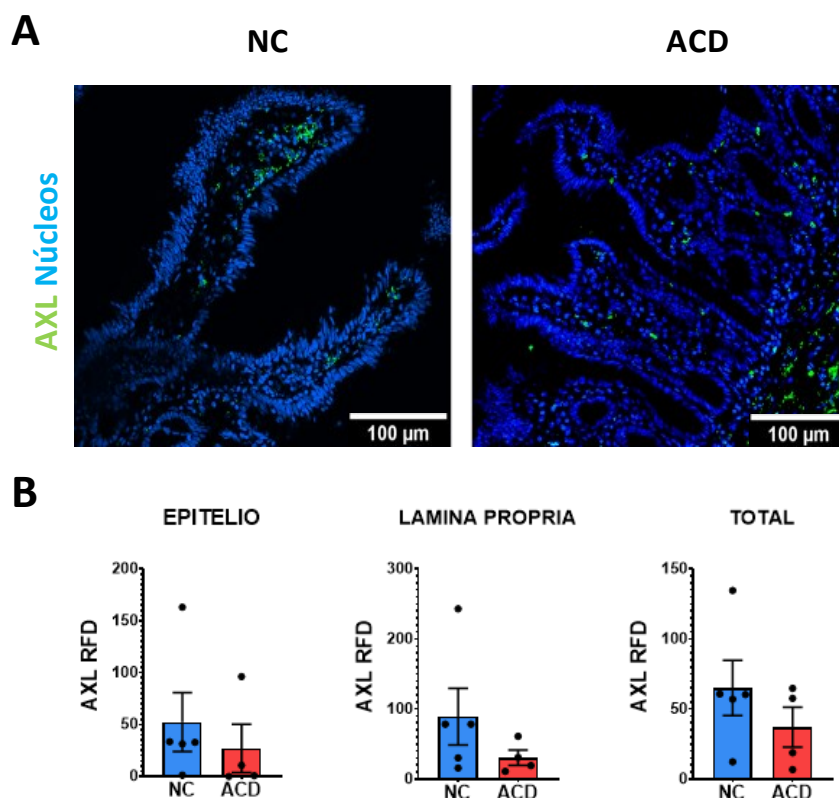 A
NC
ACD
AXL Núcleos
100 µm
100 µm
B
EPITELIO
LAMINA PROPRIA
TOTAL
AXL RFD
200
150
100
50
0
NC
ACD
AXL RFD
300
200
100
0
NC
ACD
AXL RFD
150
100
50
0
NC
ACD